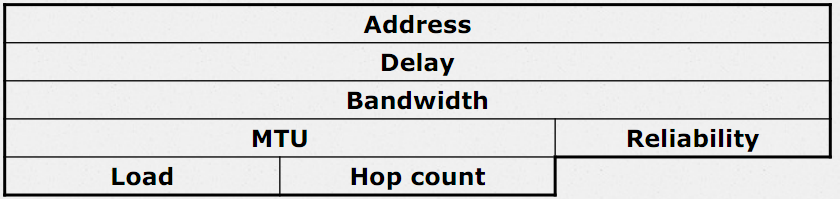 Address
Delay
Bandwidth
MTU Reliability
Load Hop count